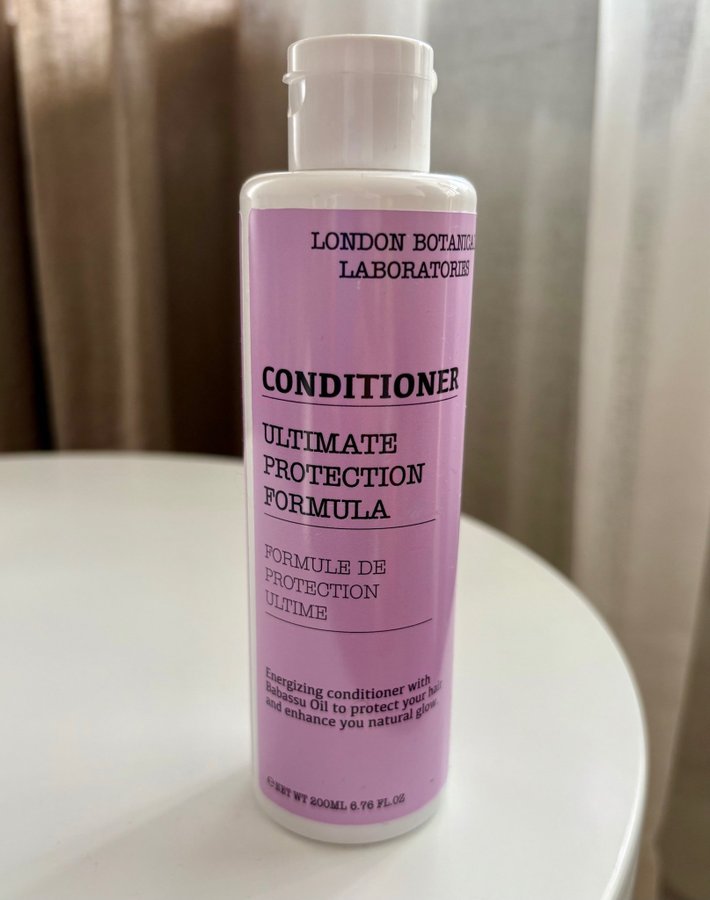 LONDON BOTANICAL
LABORATORIES
CONDITIONER
ULTIMATE
PROTECTION
FORMULA
FORMULE DE
PROTECTION
ULTIME
Energizing conditioner with
Babassu Oil to protect your hair
and enhance you natural glow.
℮NET WT 200ML 6.76 FL.OZ